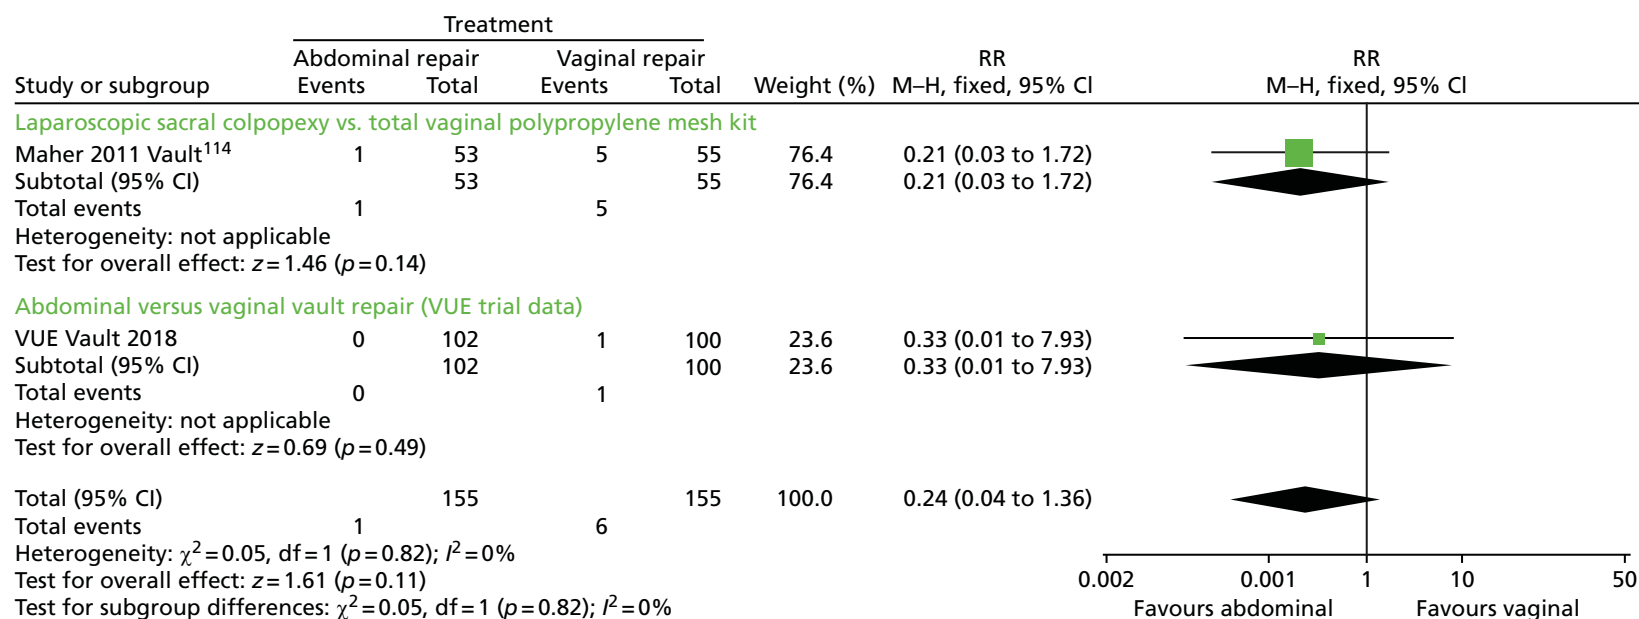 Treatment
Abdominal repair Vaginal repair RR RR
Study or subgroup Events Total Events Total Weight (%) M–H, fixed, 95% CI M–H, fixed, 95% CI
Laparoscopic sacral colpopexy vs. total vaginal polypropylene mesh kit
Maher 2011 Vault¹¹⁴ 1 53 5 55 76.4 0.21 (0.03 to 1.72)
Subtotal (95% CI) 53 55 76.4 0.21 (0.03 to 1.72)
Total events 1 5
Heterogeneity: not applicable
Test for overall effect: z=1.46 (p=0.14)
Abdominal versus vaginal vault repair (VUE trial data)
VUE Vault 2018 0 102 1 100 23.6 0.33 (0.01 to 7.93)
Subtotal (95% CI) 102 100 23.6 0.33 (0.01 to 7.93)
Total events 0 1
Heterogeneity: not applicable
Test for overall effect: z=0.69 (p=0.49)
Total (95% CI) 155 155 100.0 0.24 (0.04 to 1.36)
Total events 1 6
Heterogeneity: χ²=0.05, df=1 (p=0.82); I²=0%
Test for overall effect: z=1.61 (p=0.11)
Test for subgroup differences: χ²=0.05, df=1 (p=0.82); I²=0%
0.002 0.001 1 10 50
Favours abdominal Favours vaginal